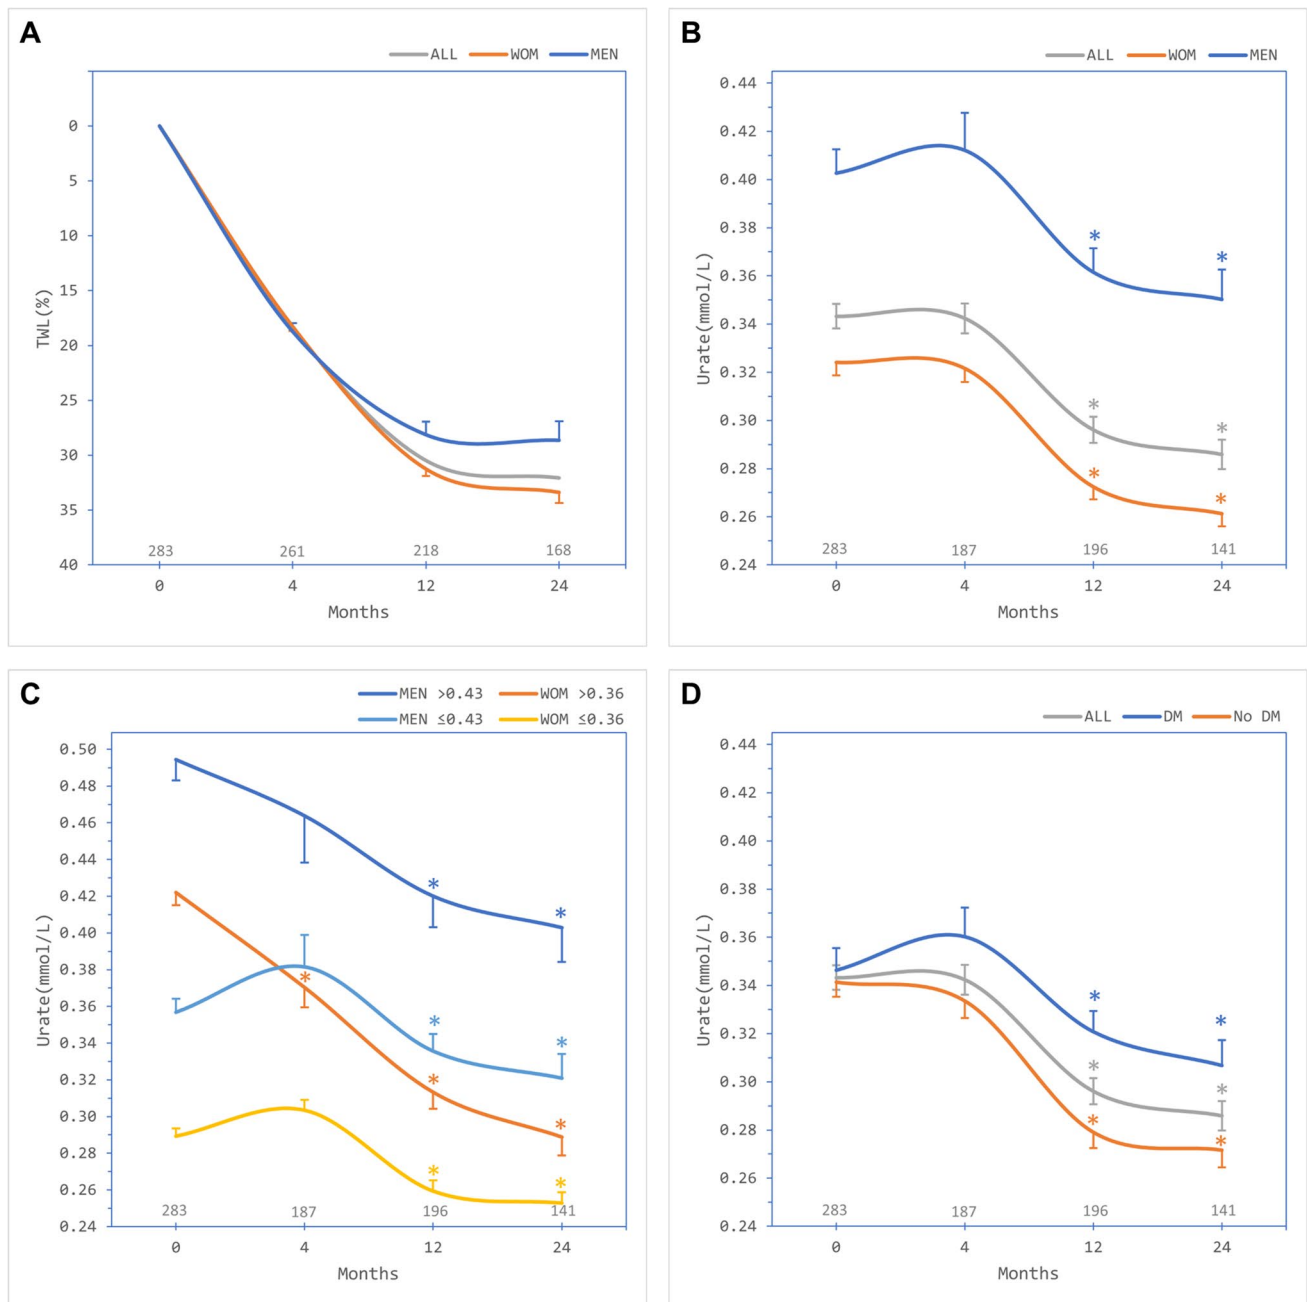 A
ALL WOM MEN
0
5
10
15
20
25
30
35
40
TWL(%)
283 261 218 168
0 4 12 24
Months
B
ALL WOM MEN
0.44
0.42
0.40
0.38
0.36
0.34
0.32
0.30
0.28
0.26
0.24
Urate(mmol/L)
* *
* *
* *
283 187 196 141
0 4 12 24
Months
C
MEN >0.43 WOM >0.36
MEN ≤0.43 WOM ≤0.36
0.50
0.48
0.46
0.44
0.42
0.40
0.38
0.36
0.34
0.32
0.30
0.28
0.26
0.24
Urate(mmol/L)
* *
* * *
* *
* *
283 187 196 141
0 4 12 24
Months
D
ALL DM No DM
0.44
0.42
0.40
0.38
0.36
0.34
0.32
0.30
0.28
0.26
0.24
Urate(mmol/L)
* *
* *
* *
283 187 196 141
0 4 12 24
Months